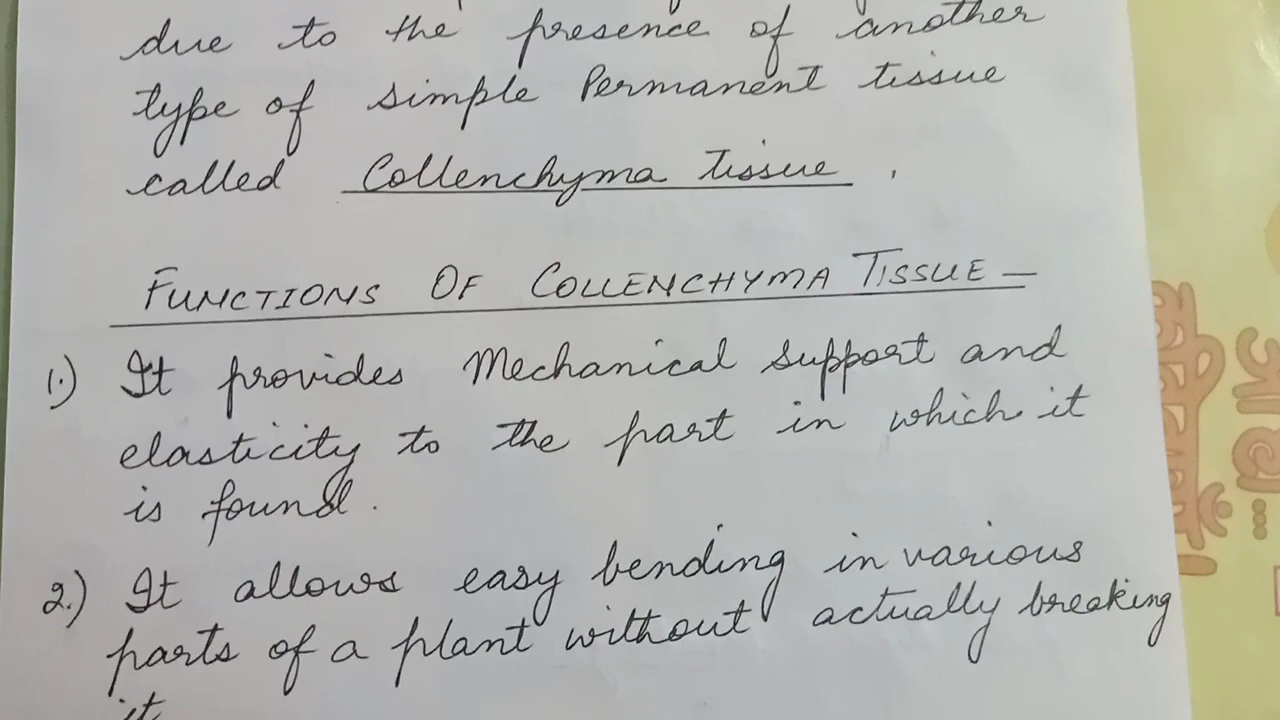 due to the presence of another
type of simple Permanent tissue
called Collenchyma tissue .
FUNCTIONS OF COLLENCHYMA TISSUE –
1.) It provides Mechanical support and
elasticity to the part in which it
is found.
2.) It allows easy bending in various
parts of a plant without actually breaking
it